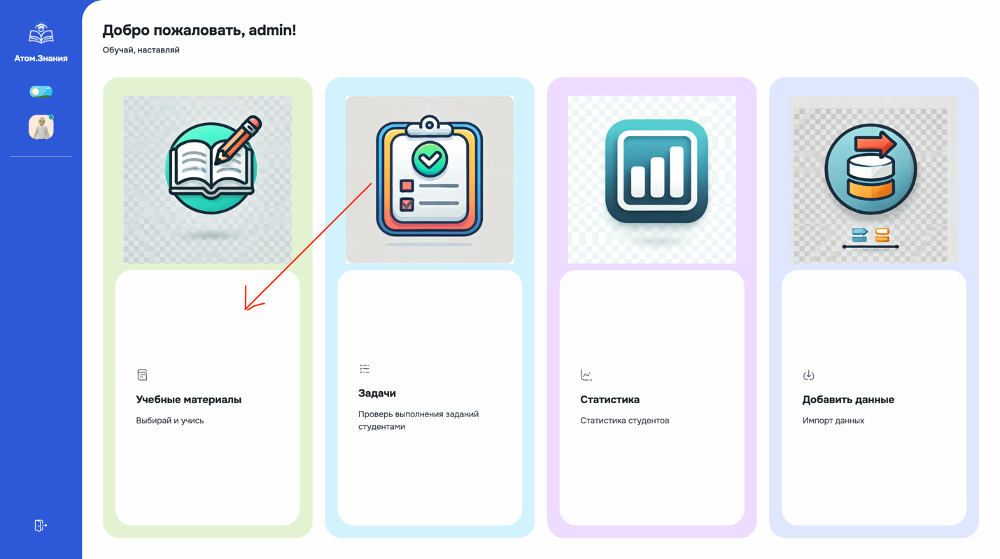 Атом.Знания
Добро пожаловать, admin!
Обучай, наставляй
Учебные материалы
Выбирай и учись
Задачи
Проверь выполнения заданий
студентами
Статистика
Статистика студентов
Добавить данные
Импорт данных